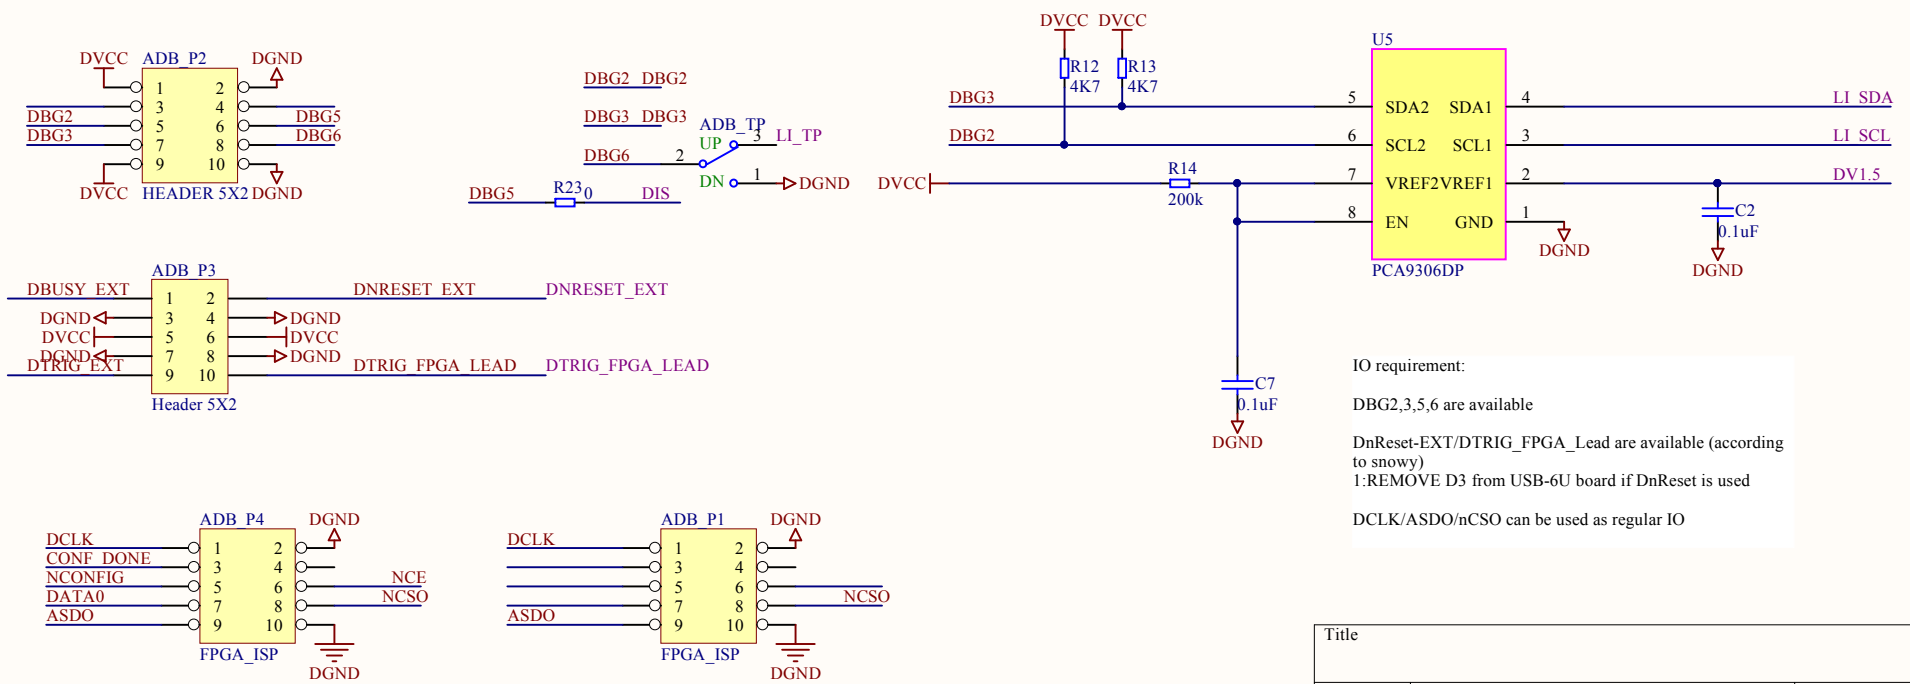 DVCC
ADB_P2
DGND
1 2
3 4
DBG2 5 6 DBG5
DBG3 7 8 DBG6
9 10
DVCC
HEADER 5X2
DGND
DBG2 DBG2
DBG3 DBG3
ADB_TP
UP 3 LI_TP
DBG6 2
DN 1 DGND
DBG5 R23 0 DIS
DVCC DVCC
R12 R13
4K7 4K7
U5
DBG3 5 SDA2 SDA1 4 LI_SDA
DBG2 6 SCL2 SCL1 3 LI_SCL
R14
DVCC 7 VREF2 VREF1 2 DV1.5
200k
8 EN GND 1
DGND
C2
0.1uF
DGND
PCA9306DP
C7
0.1uF
DGND
ADB_P3
DBUSY_EXT 1 2 DNRESET_EXT DNRESET_EXT
DGND 3 4 DGND
DVCC 5 6 DVCC
DGND 7 8 DGND
DTRIG_EXT 9 10 DTRIG_FPGA_LEAD DTRIG_FPGA_LEAD
Header 5X2
IO requirement:
DBG2,3,5,6 are available
DnReset-EXT/DTRIG_FPGA_Lead are available (according
to snowy)
1:REMOVE D3 from USB-6U board if DnReset is used
DCLK/ASDO/nCSO can be used as regular IO
ADB_P4 DGND
DCLK 1 2
CONF_DONE 3 4
NCONFIG 5 6 NCE
DATA0 7 8 NCSO
ASDO 9 10
FPGA_ISP
DGND
ADB_P1 DGND
DCLK 1 2
3 4
5 6
7 8 NCSO
ASDO 9 10
FPGA_ISP
DGND
Title